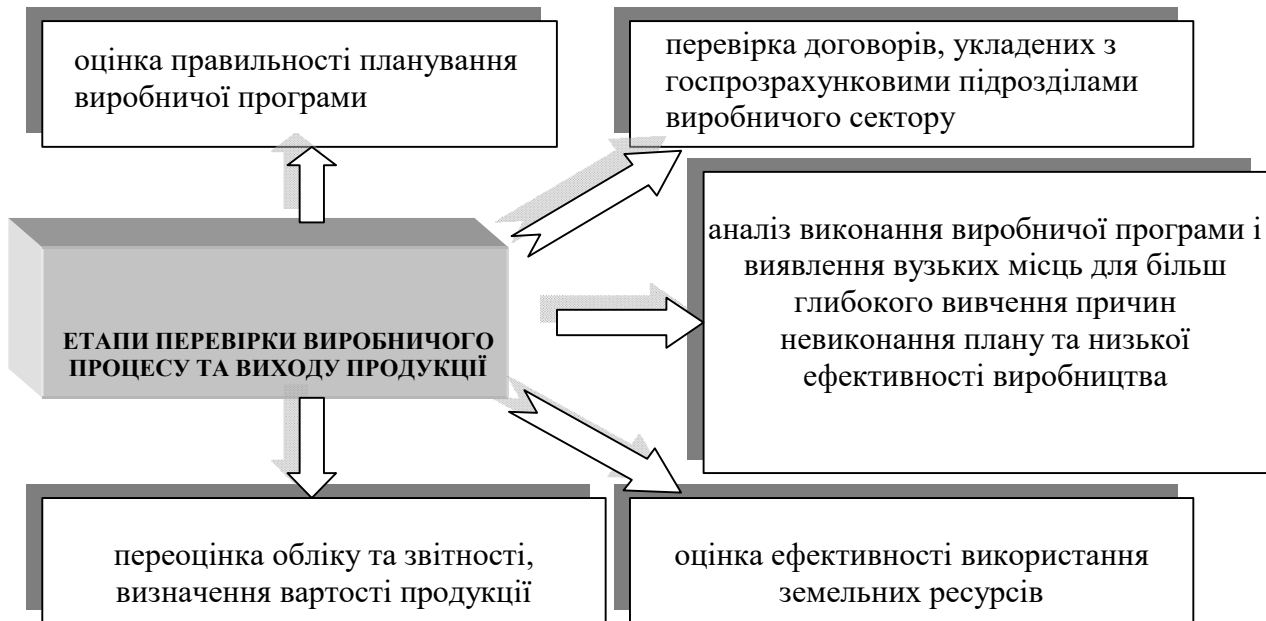 оцінка правильності планування
виробничої програми
перевірка договорів, укладених з
госпрозрахунковими підрозділами
виробничого сектору
аналіз виконання виробничої програми і
виявлення вузьких місць для більш
глибокого вивчення причин
невиконання плану та низької
ефективності виробництва
ЕТАПИ ПЕРЕВІРКИ ВИРОБНИЧОГО
ПРОЦЕСУ ТА ВИХОДУ ПРОДУКЦІЇ
переоцінка обліку та звітності,
визначення вартості продукції
оцінка ефективності використання
земельних ресурсів